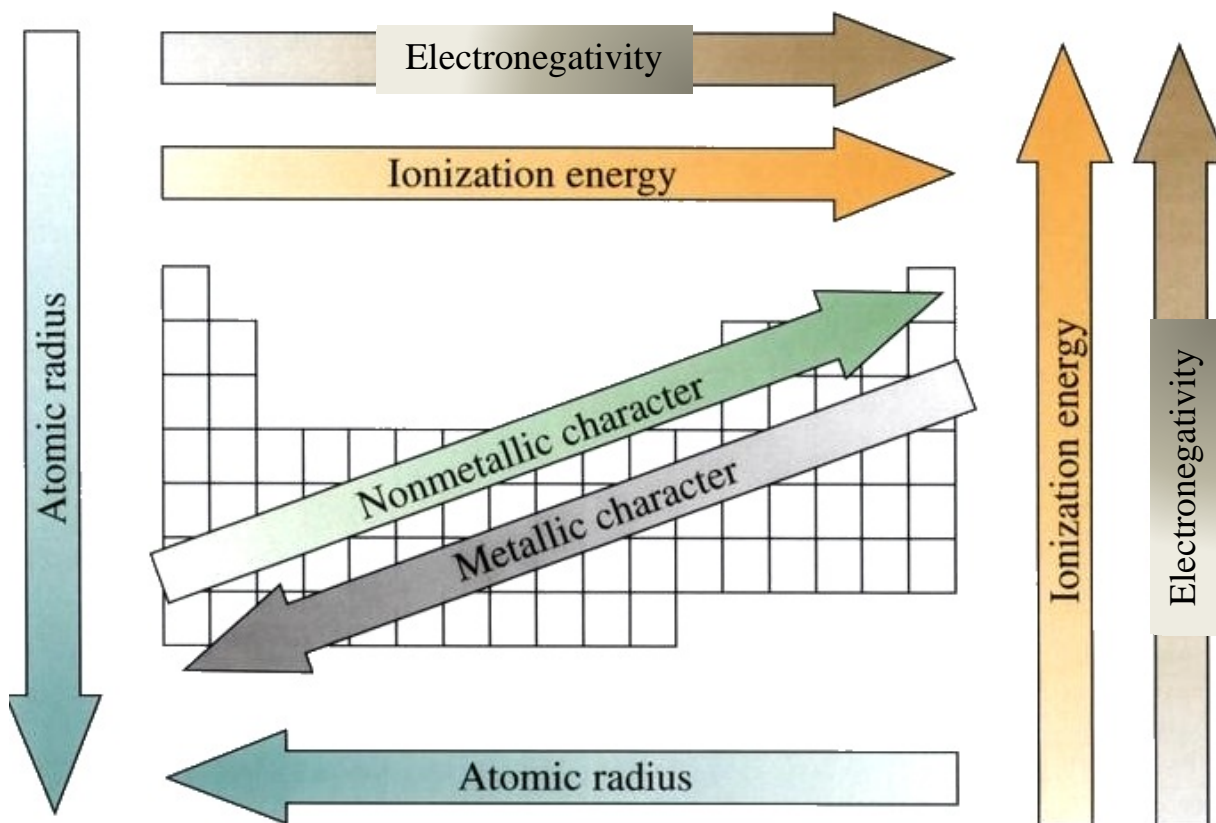 Electronegativity
Ionization energy
Atomic radius
Nonmetallic character
Metallic character
Ionization energy
Electronegativity
Atomic radius